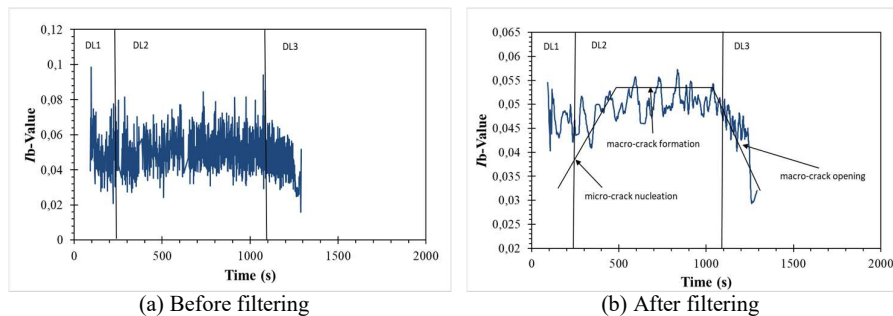 DL1
DL2
DL3
0,12
0,1
0,08
0,06
0,04
0,02
0
Ib-Value
0
500
1000
1500
2000
Time (s)
(a) Before filtering
DL1
DL2
DL3
0,065
0,06
0,055
0,05
0,045
0,04
0,035
0,03
0,025
0,02
Ib-Value
macro-crack formation
macro-crack opening
micro-crack nucleation
0
500
1000
1500
2000
Time (s)
(b) After filtering